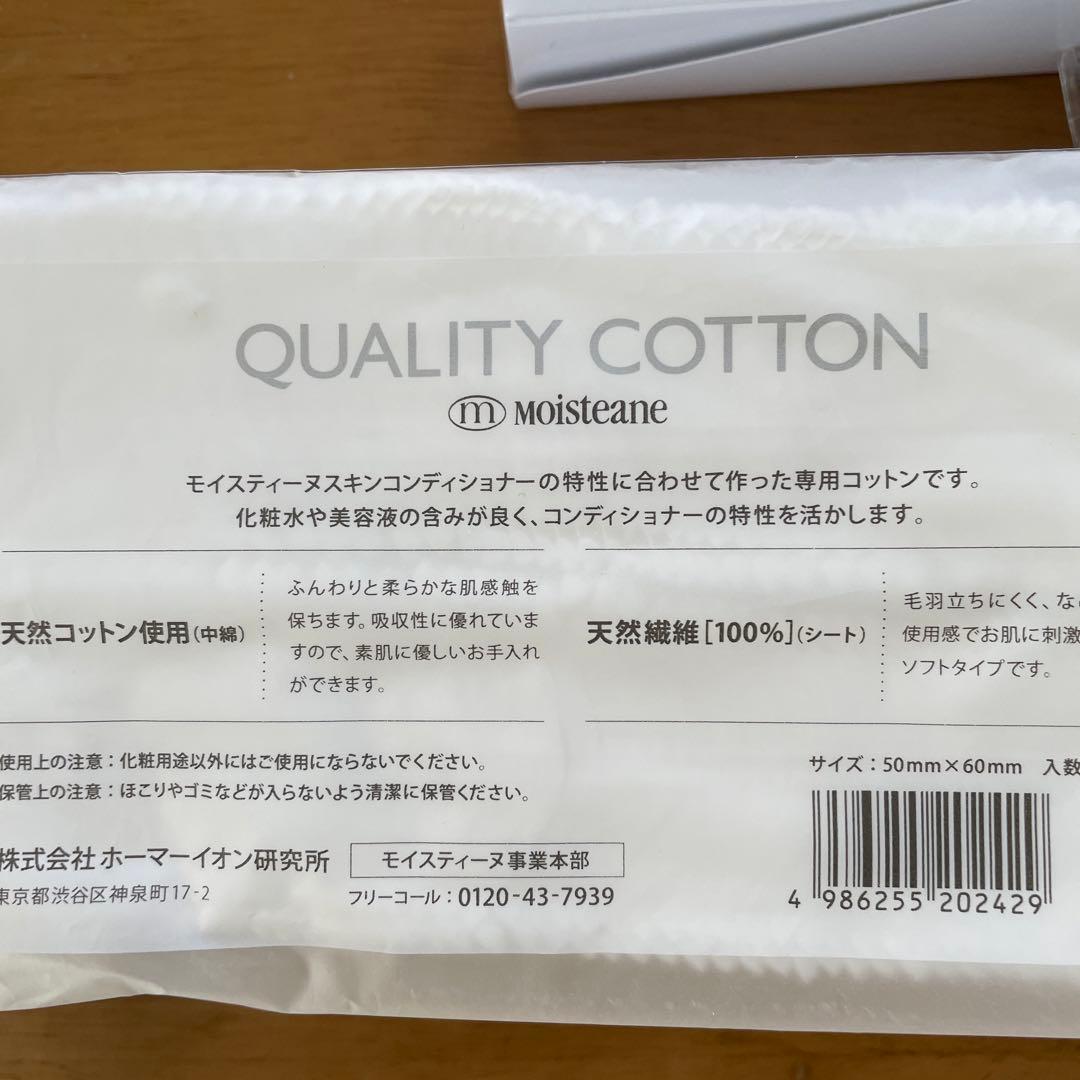 QUALITY COTTON
m Moisteane
モイスティーヌスキンコンディショナーの特性に合わせて作った専用コットンです。
化粧水や美容液の含みが良く、コンディショナーの特性を活かします。
天然コットン使用(中綿)
ふんわりと柔らかな肌感触を
保ちます。吸収性に優れていま
すので、素肌に優しいお手入れ
ができます。
天然繊維[100%](シート)
毛羽立ちにくく、な
使用感でお肌に刺激
ソフトタイプです。
使用上の注意：化粧用途以外にはご使用にならないでください。
保管上の注意：ほこりやゴミなどが入らないよう清潔に保管ください。
サイズ：50mm×60mm 入数
株式会社 ホーマーイオン研究所
モイスティーヌ事業本部
東京都渋谷区神泉町17-2
フリーコール：0120-43-7939
4 986255 202429